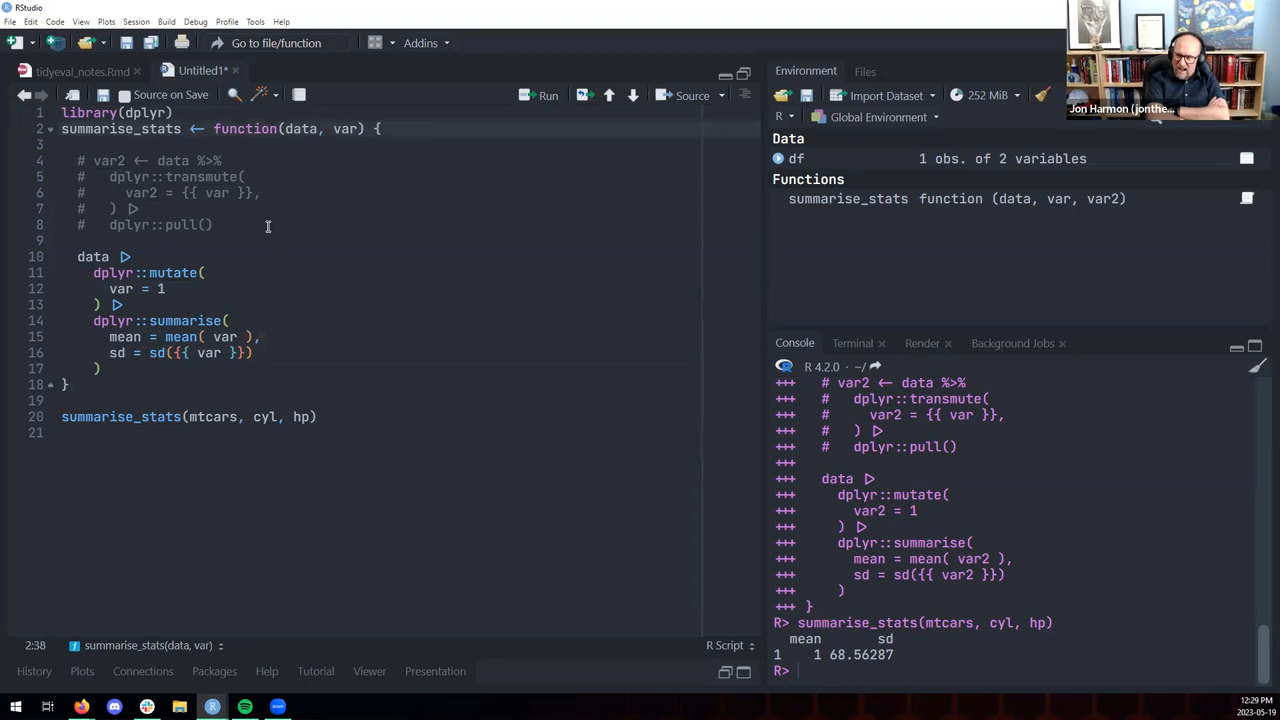 RStudio
File Edit Code View Plots Session Build Debug Profile Tools Help
Go to file/function Addins
tidyeval_notes.Rmd × Untitled1* ×
Source on Save Run Source
1 library(dplyr)
2 summarise_stats <- function(data, var) {
3
4 # var2 <- data %>%
5 # dplyr::transmute(
6 # var2 = {{ var }},
7 # ) |>
8 # dplyr::pull()
9
10 data |>
11 dplyr::mutate(
12 var = 1
13 ) |>
14 dplyr::summarise(
15 mean = mean( var ),
16 sd = sd({{ var }})
17 )
18 }
19
20 summarise_stats(mtcars, cyl, hp)
21
2:38 summarise_stats(data, var) R Script
History Plots Connections Packages Help Tutorial Viewer Presentation
Environment Files
Import Dataset 252 MiB
R Global Environment
Data
df 1 obs. of 2 variables
Functions
summarise_stats function (data, var, var2)
Console Terminal × Render × Background Jobs ×
R 4.2.0 · ~/
+++ # var2 <- data %>%
+++ # dplyr::transmute(
+++ # var2 = {{ var }},
+++ # ) |>
+++ # dplyr::pull()
+++
+++ data |>
+++ dplyr::mutate(
+++ var2 = 1
+++ ) |>
+++ dplyr::summarise(
+++ mean = mean( var2 ),
+++ sd = sd({{ var2 }})
+++ )
+++ }
R> summarise_stats(mtcars, cyl, hp)
mean sd
1 1 68.56287
R>
Jon Harmon (jonthe...
12:29 PM
2023-05-19